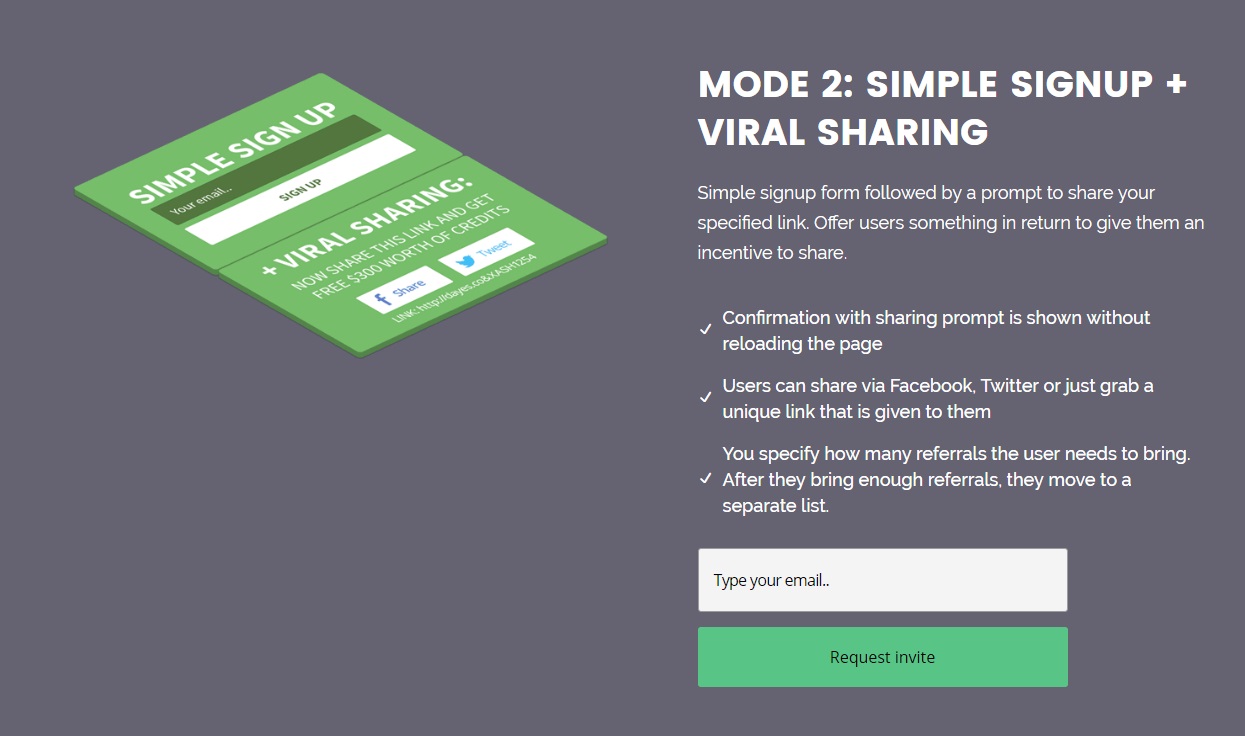 SIMPLE SIGN UP
Your email...
SIGN UP
+ VIRAL SHARING:
NOW SHARE THIS LINK AND GET
FREE $300 WORTH OF CREDITS
Share
Tweet
LINK: http://dayes.co&XASH1254
MODE 2: SIMPLE SIGNUP +
VIRAL SHARING
Simple signup form followed by a prompt to share your
specified link. Offer users something in return to give them an
incentive to share.
Confirmation with sharing prompt is shown without
reloading the page
Users can share via Facebook, Twitter or just grab a
unique link that is given to them
You specify how many referrals the user needs to bring.
After they bring enough referrals, they move to a
separate list.
Type your email..
Request invite